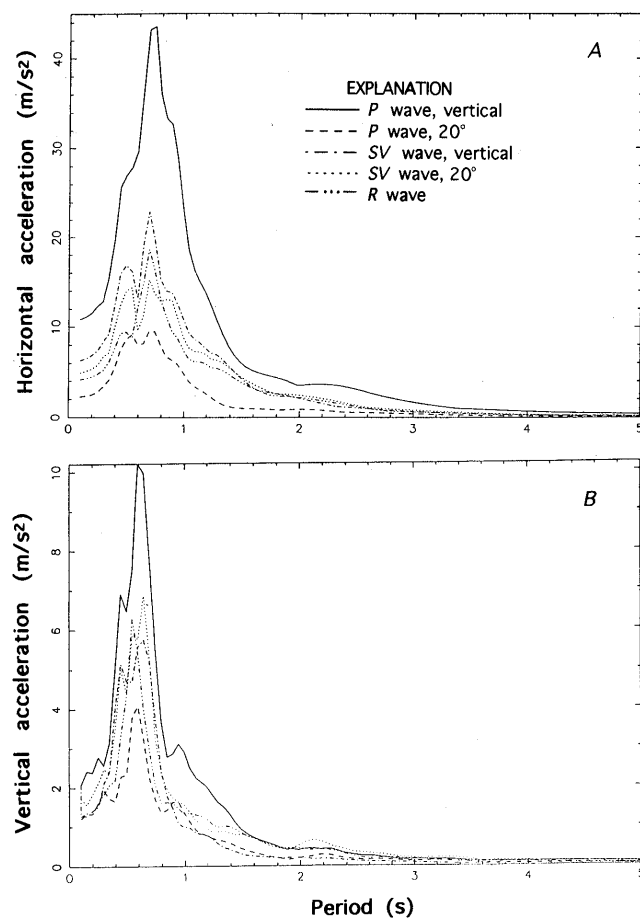 A
EXPLANATION
P wave, vertical
P wave, 20°
SV wave, vertical
SV wave, 20°
R wave
Horizontal acceleration (m/s²)
40
30
20
10
0
0 1 2 3 4 5
B
Vertical acceleration (m/s²)
10
8
6
4
2
0
0 1 2 3 4 5
Period (s)